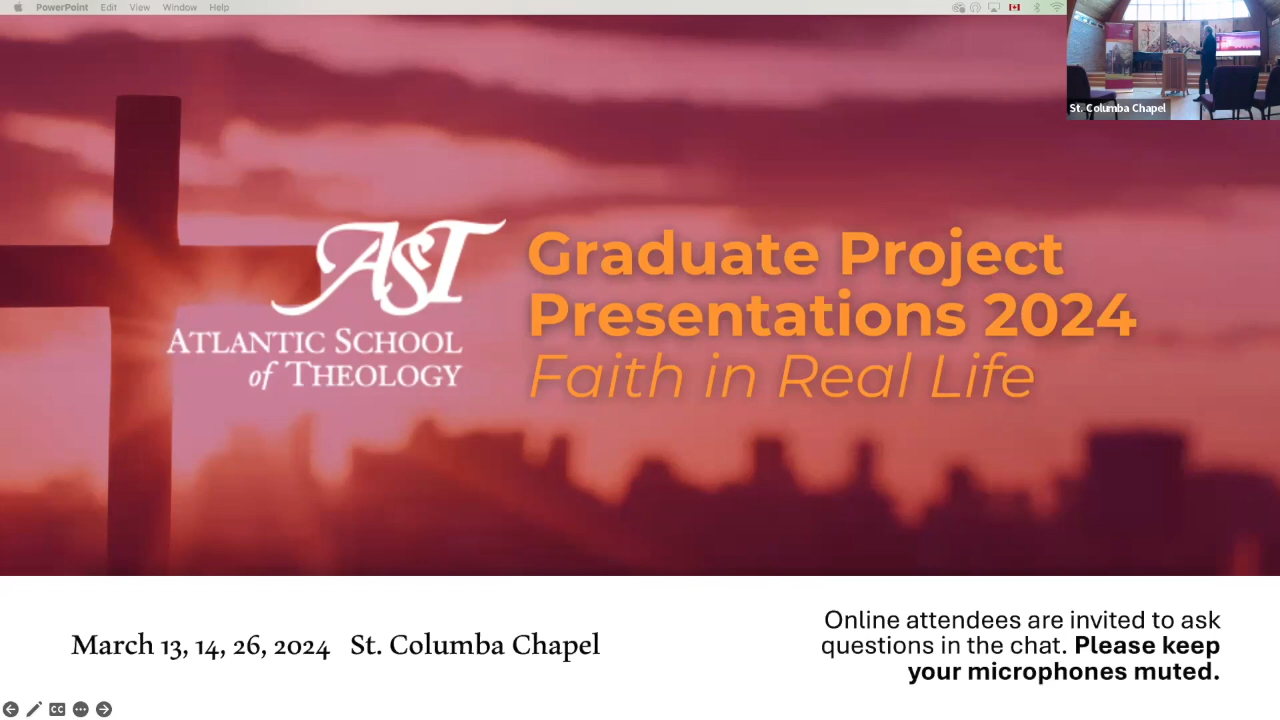 PowerPoint Edit View Window Help
St. Columba Chapel
AST
ATLANTIC SCHOOL
of THEOLOGY
Graduate Project
Presentations 2024
Faith in Real Life
March 13, 14, 26, 2024 St. Columba Chapel
Online attendees are invited to ask
questions in the chat. Please keep
your microphones muted.
CC